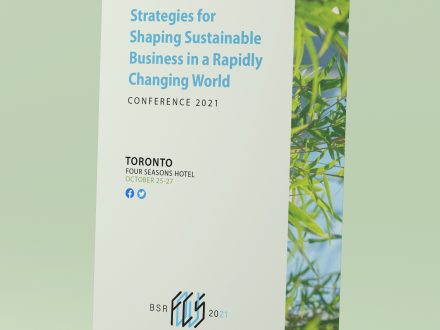 Strategies for
Shaping Sustainable
Business in a Rapidly
Changing World
CONFERENCE 2021
TORONTO
FOUR SEASONS HOTEL
OCTOBER 25-27
BSR 2021